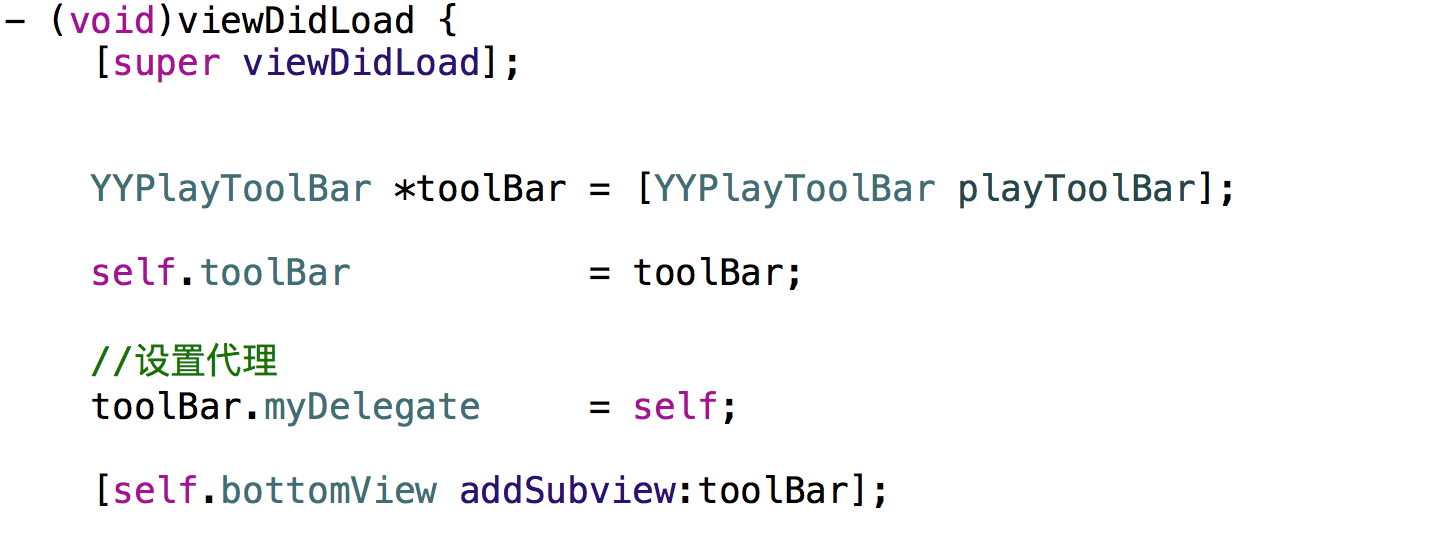 - (void)viewDidLoad {
    [super viewDidLoad];
    YYPlayToolBar *toolBar = [YYPlayToolBar playToolBar];
    self.toolBar           = toolBar;
    //设置代理
    toolBar.myDelegate     = self;
    [self.bottomView addSubview:toolBar];